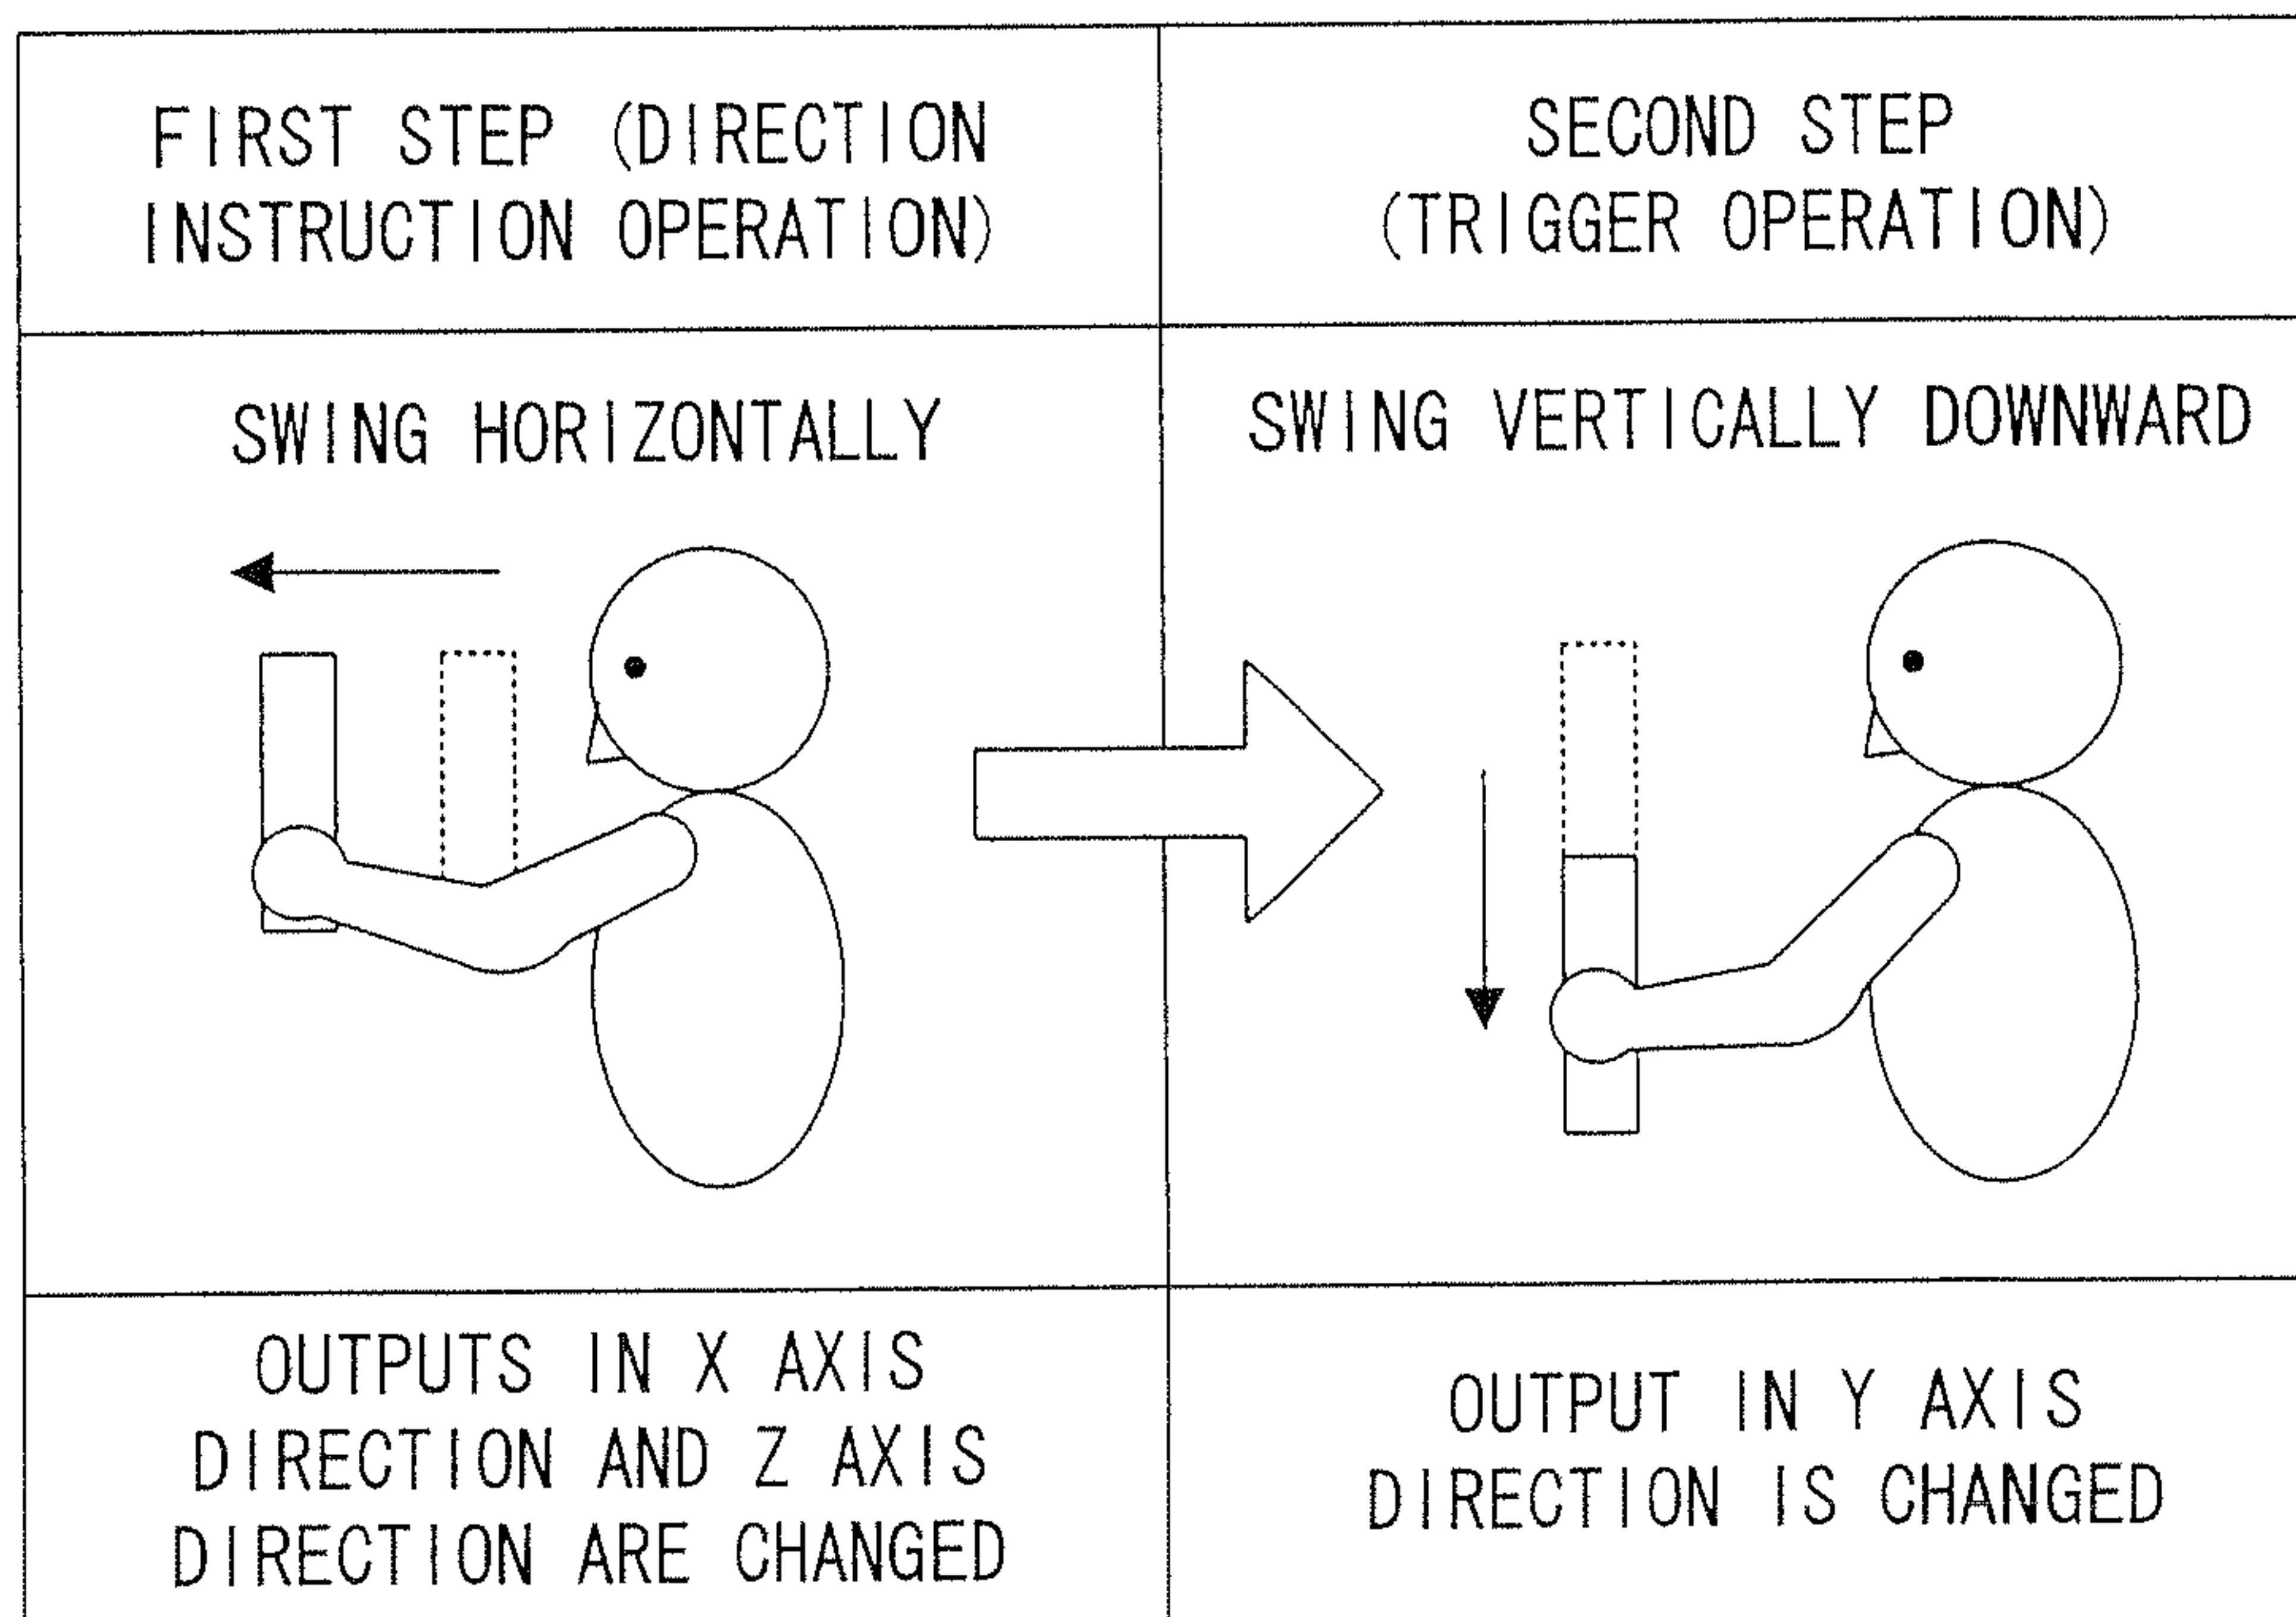 FIRST STEP (DIRECTION
INSTRUCTION OPERATION)
SECOND STEP
(TRIGGER OPERATION)
SWING HORIZONTALLY
SWING VERTICALLY DOWNWARD
OUTPUTS IN X AXIS
DIRECTION AND Z AXIS
DIRECTION ARE CHANGED
OUTPUT IN Y AXIS
DIRECTION IS CHANGED